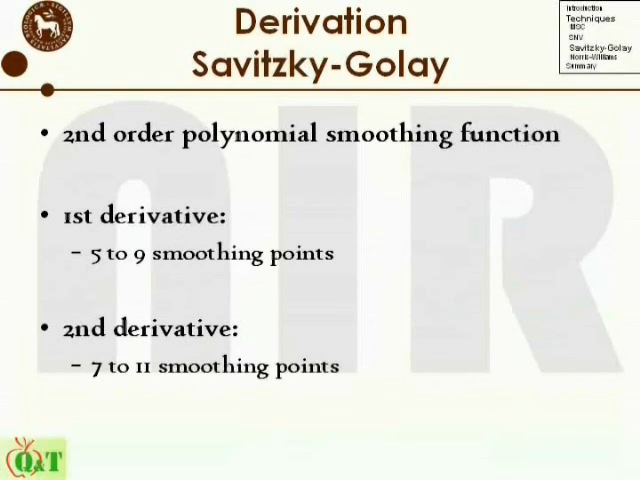 Derivation
Savitzky-Golay
Introduction
Techniques
MSC
SNV
Savitzky-Golay
Norris-Williams
Summary
• 2nd order polynomial smoothing function
• 1st derivative:
– 5 to 9 smoothing points
• 2nd derivative:
– 7 to 11 smoothing points
NIR
Q&T